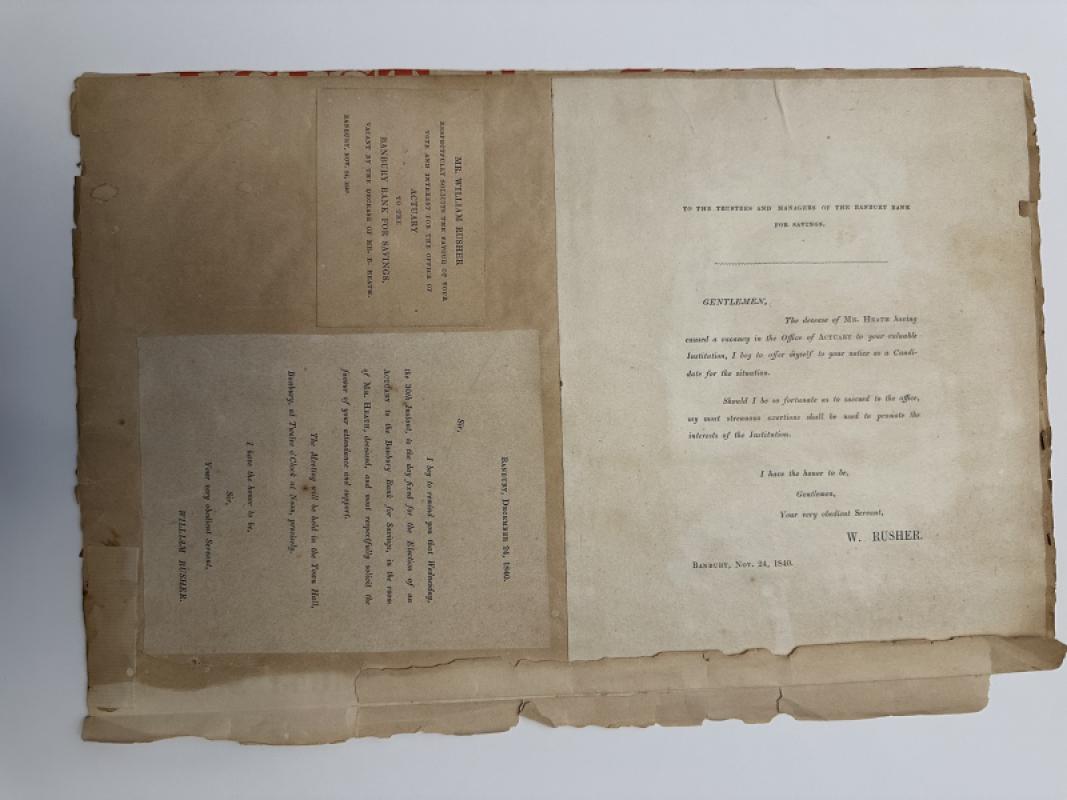 MR. WILLIAM RUSHER
RESPECTFULLY SOLICITS THE FAVOUR OF YOUR
VOTE AND INTEREST FOR THE OFFICE OF
ACTUARY
TO THE
BANBURY BANK FOR SAVINGS,
VACANT BY THE DECEASE OF MR. T. HEATH.
BANBURY, NOV. 24, 1840.
BANBURY, DECEMBER 24, 1840.
Sir,
I beg to remind you that Wednesday,
the 30th Instant, is the day fixed for the Election of an
ACTUARY to the Banbury Bank for Savings, in the room
of MR. HEATH, deceased, and most respectfully solicit the
favour of your attendance and support.
The Meeting will be held in the Town Hall,
Banbury, at Twelve o'Clock at Noon, precisely.
I have the honor to be,
Sir,
Your very obedient Servant,
WILLIAM RUSHER.
TO THE TRUSTEES AND MANAGERS OF THE BANBURY BANK
FOR SAVINGS.
GENTLEMEN,
The decease of MR. HEATH having
caused a vacancy in the Office of ACTUARY to your valuable
Institution, I beg to offer myself to your notice as a Candi-
date for the situation.
Should I be so fortunate as to succeed to the office,
my most strenuous exertions shall be used to promote the
interests of the Institution.
I have the honor to be,
Gentlemen,
Your very obedient Servant,
W. RUSHER.
BANBURY, NOV. 24, 1840.